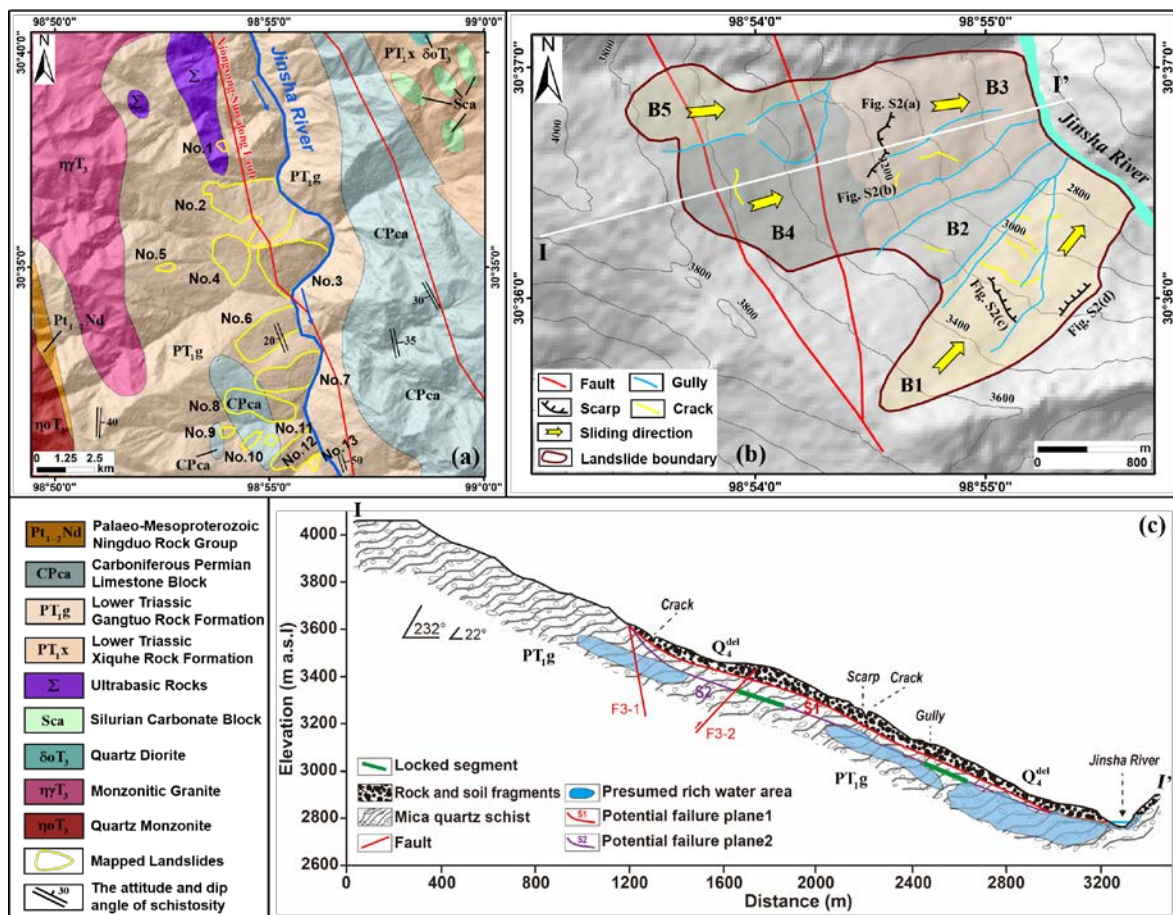 98°50'0"
98°55'0"
99°0'0"
N
30°40'0"
30°35'0"
Σ
Σ
Xiongsong-Suwalong Fault
Jinsha River
PT₁x
δοT₃
Sca
ηγT₃
No.1
PT₁g
No.2
CPca
No.5
No.4
No.3
30°35'0"
30
Pt₁₋₂Nd
No.6
20
PT₁g
35
No.7
CPca
No.8
CPca
40
No.11
No.9
No.10
No.12
No.13
50
CPca
0 1.25 2.5
km
(a)
98°50'0"
98°55'0"
99°0'0"
98°54'0"
98°55'0"
N
30°37'0"
30°36'0"
3800
4000
B5
Fig. S2(a)
B3
I'
30°37'0"
Jinsha River
3200
Fig. S2(b)
B4
B2
2800
3000
I
3800
3800
Fig. S2(c)
Fig. S2(d)
30°36'0"
3400
B1
3600
Fault
Gully
Scarp
Crack
Sliding direction
Landslide boundary
(b)
m
0 800
98°54'0"
98°55'0"
Pt₁₋₂Nd
Palaeo-Mesoproterozoic
Ningduo Rock Group
CPca
Carboniferous Permian
Limestone Block
PT₁g
Lower Triassic
Gangtuo Rock Formation
PT₁x
Lower Triassic
Xiquhe Rock Formation
Σ
Ultrabasic Rocks
Sca
Silurian Carbonate Block
δοT₃
Quartz Diorite
ηγT₃
Monzonitic Granite
ηοT₃
Quartz Monzonite
Mapped Landslides
30
The attitude and dip
angle of schistosity
I
(c)
4000
3800
3600
3400
3200
3000
2800
2600
Elevation (m a.s.l)
232°
22°
Crack
PT₁g
Q₄ᵈᵉˡ
S2
F3-1
F3-2
S1
Scarp
Crack
Gully
PT₁g
Q₄ᵈᵉˡ
Jinsha River
I'
Locked segment
Rock and soil fragments
Presumed rich water area
Mica quartz schist
S1
Potential failure plane1
Fault
S2
Potential failure plane2
0 400 800 1200 1600 2000 2400 2800 3200
Distance (m)